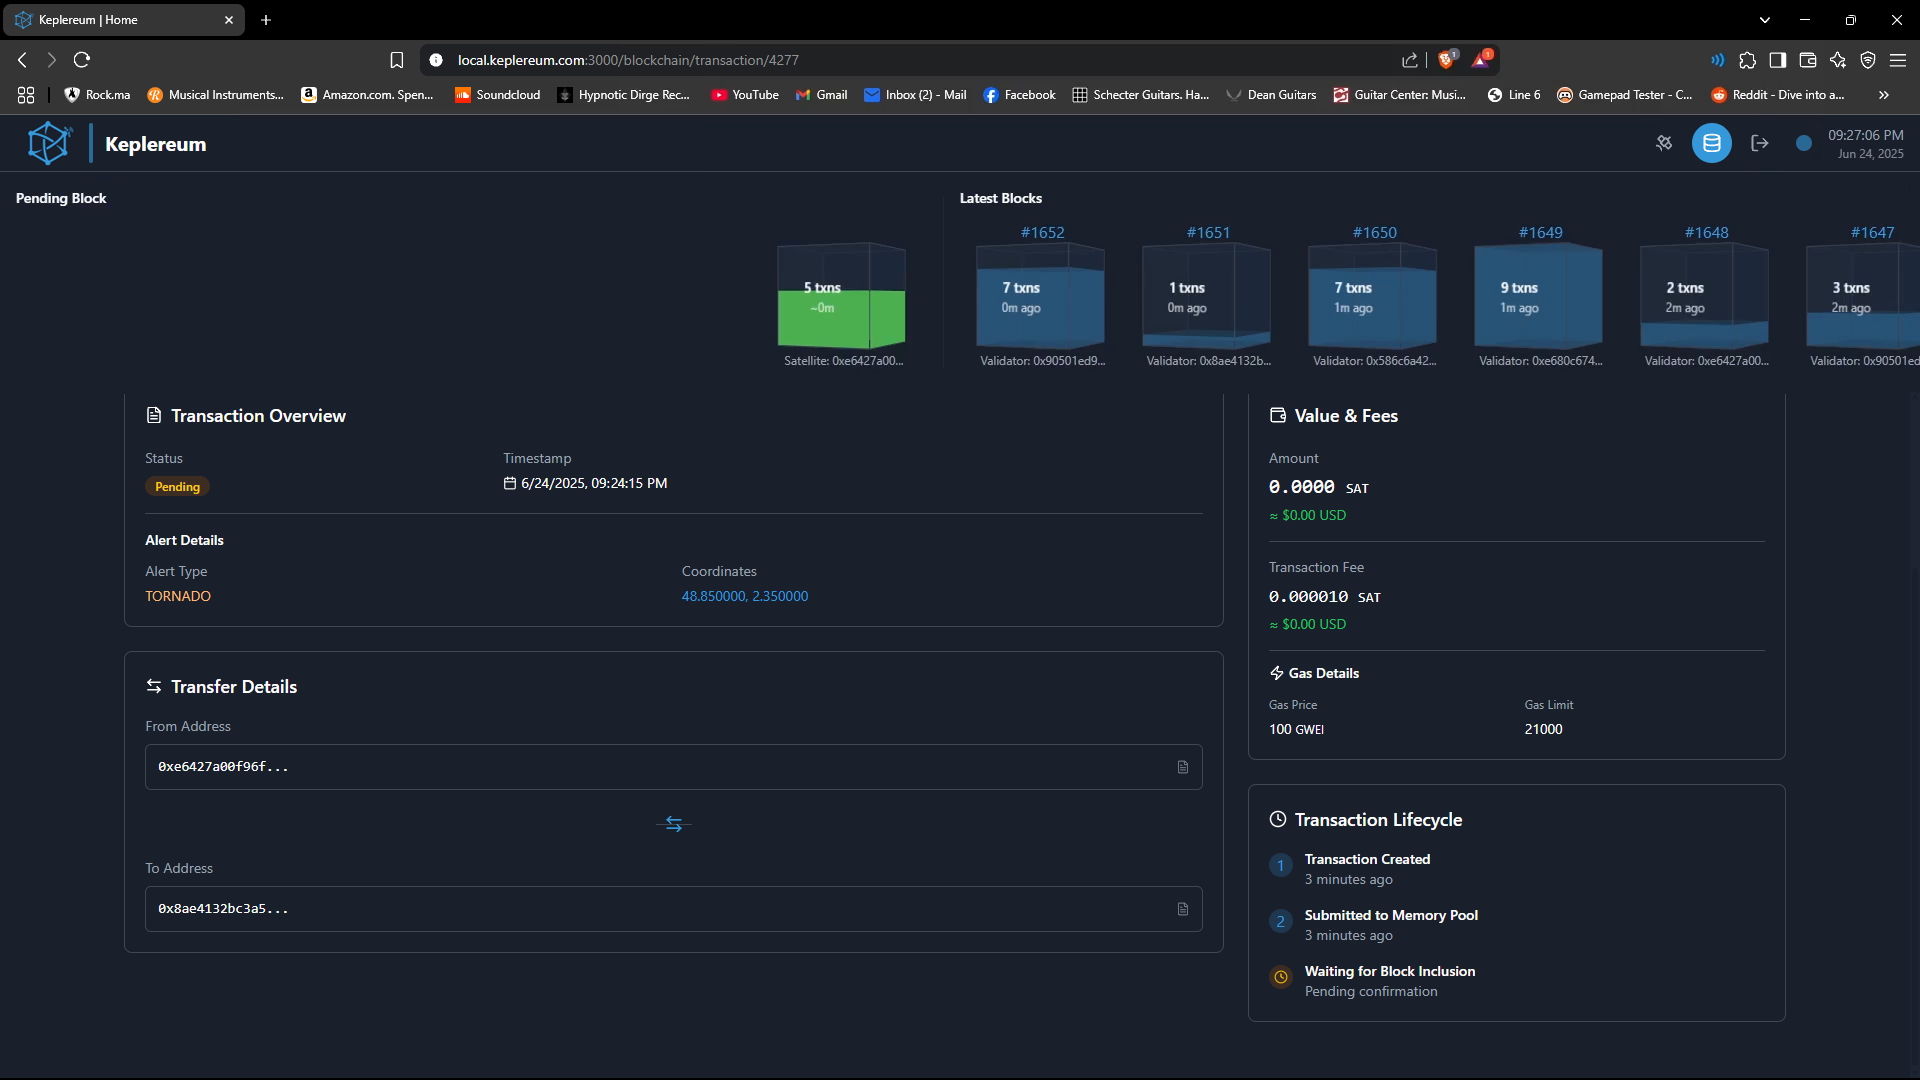 Keplereum | Home
local.keplereum.com:3000/blockchain/transaction/4277
1
1
Rock.ma
Musical Instruments...
Amazon.com. Spen...
Soundcloud
Hypnotic Dirge Rec...
YouTube
Gmail
Inbox (2) - Mail
Facebook
Schecter Guitars. Ha...
Dean Guitars
Guitar Center: Musi...
Line 6
Gamepad Tester - C...
Reddit - Dive into a...
Keplereum
09:27:06 PM
Jun 24, 2025
Pending Block
Latest Blocks
5 txns
~0m
Satellite: 0xe6427a00...
#1652
7 txns
0m ago
Validator: 0x90501ed9...
#1651
1 txns
0m ago
Validator: 0x8ae4132b...
#1650
7 txns
1m ago
Validator: 0x586c6a42...
#1649
9 txns
1m ago
Validator: 0xe680c674...
#1648
2 txns
2m ago
Validator: 0xe6427a00...
#1647
3 txns
2m ago
Validator: 0x90501ed
Transaction Overview
Status
Pending
Timestamp
6/24/2025, 09:24:15 PM
Alert Details
Alert Type
TORNADO
Coordinates
48.850000, 2.350000
Transfer Details
From Address
0xe6427a00f96f...
To Address
0x8ae4132bc3a5...
Value & Fees
Amount
0.0000 SAT
≈ $0.00 USD
Transaction Fee
0.000010 SAT
≈ $0.00 USD
Gas Details
Gas Price
100 GWEI
Gas Limit
21000
Transaction Lifecycle
1
Transaction Created
3 minutes ago
2
Submitted to Memory Pool
3 minutes ago
Waiting for Block Inclusion
Pending confirmation